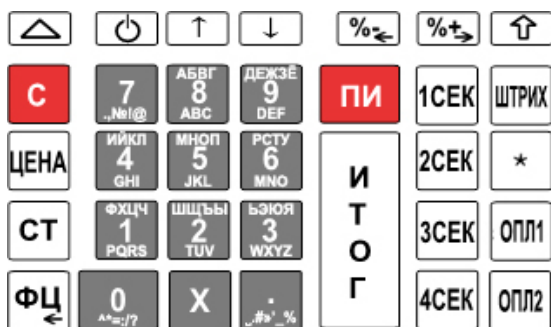 %- %+
С 7 АБВГ 8 ДЕЖЗЁ 9 ПИ 1СЕК ШТРИХ
.,№!@ ABC DEF
ЦЕНА ИЙКЛ 4 МНОП 5 РСТУ 6 ИТОГ 2СЕК *
GHI JKL MNO
СТ ФХЦЧ 1 ШЩЪЫ 2 ЬЭЮЯ 3 3СЕК ОПЛ1
PQRS TUV WXYZ
ФЦ 0 X . 4СЕК ОПЛ2
^*=:/? _%